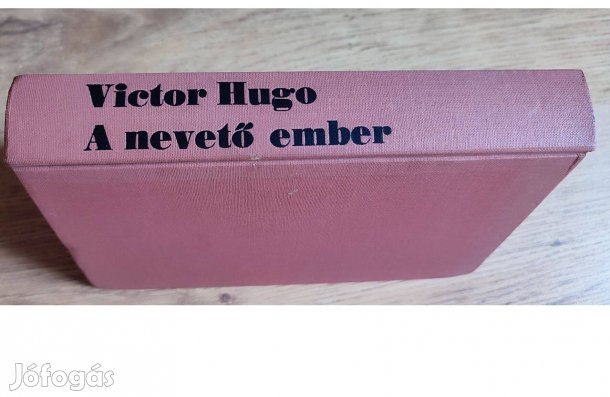 Victor Hugo
A nevető ember
Jófogás